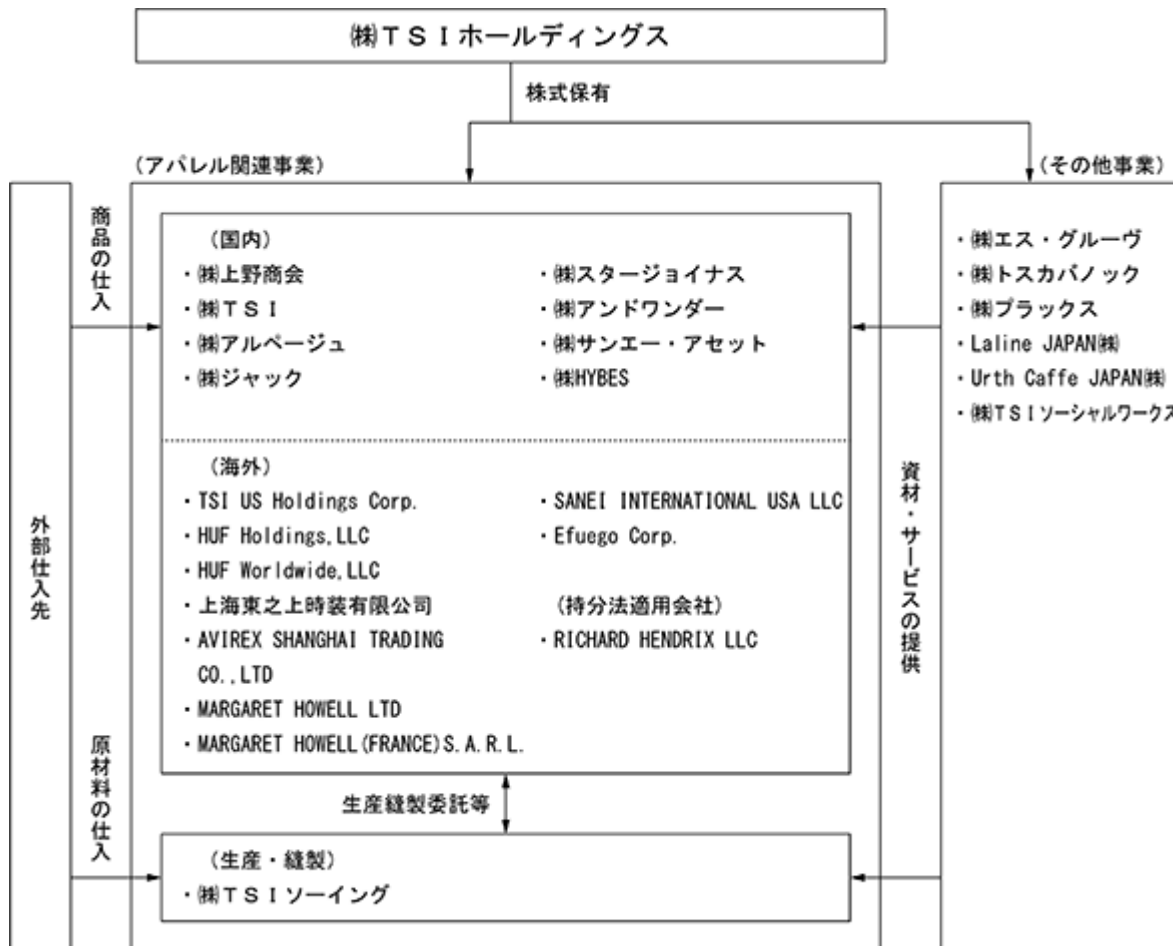 ㈱ＴＳＩホールディングス
株式保有
(アパレル関連事業)
(その他事業)
外部仕入先
商品の仕入
原材料の仕入
(国内)
・㈱上野商会
・㈱ＴＳＩ
・㈱アルページュ
・㈱ジャック
・㈱スタージョイナス
・㈱アンドワンダー
・㈱サンエー・アセット
・㈱HYBES
(海外)
・TSI US Holdings Corp.
・HUF Holdings,LLC
・HUF Worldwide,LLC
・上海東之上時装有限公司
・AVIREX SHANGHAI TRADING
CO.,LTD
・MARGARET HOWELL LTD
・MARGARET HOWELL(FRANCE)S.A.R.L.
・SANEI INTERNATIONAL USA LLC
・Efuego Corp.
(持分法適用会社)
・RICHARD HENDRIX LLC
生産縫製委託等
(生産・縫製)
・㈱ＴＳＩソーイング
資材・サービスの提供
・㈱エス・グルーヴ
・㈱トスカバノック
・㈱プラックス
・Laline JAPAN㈱
・Urth Caffe JAPAN㈱
・㈱ＴＳＩソーシャルワークス